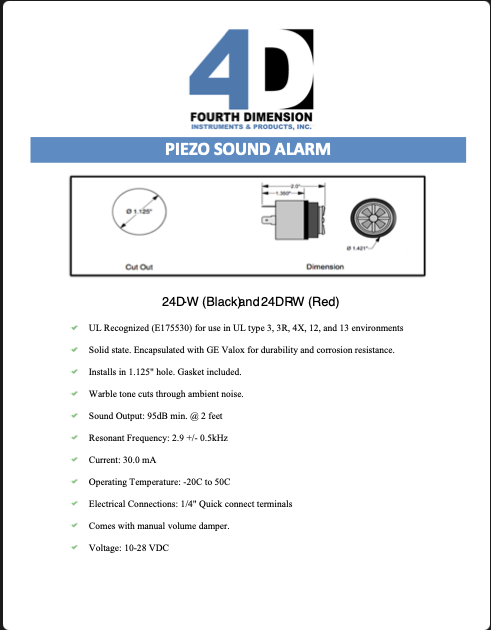 4D
FOURTH DIMENSION
INSTRUMENTS & PRODUCTS, INC.
PIEZO SOUND ALARM
2.0"
1.350"
Ø 1.125"
Ø 1.421"
Cut Out
Dimension
24D-W (Black)and24DRW (Red)
UL Recognized (E175530) for use in UL type 3, 3R, 4X, 12, and 13 environments
Solid state. Encapsulated with GE Valox for durability and corrosion resistance.
Installs in 1.125" hole. Gasket included.
Warble tone cuts through ambient noise.
Sound Output: 95dB min. @ 2 feet
Resonant Frequency: 2.9 +/- 0.5kHz
Current: 30.0 mA
Operating Temperature: -20C to 50C
Electrical Connections: 1/4" Quick connect terminals
Comes with manual volume damper.
Voltage: 10-28 VDC